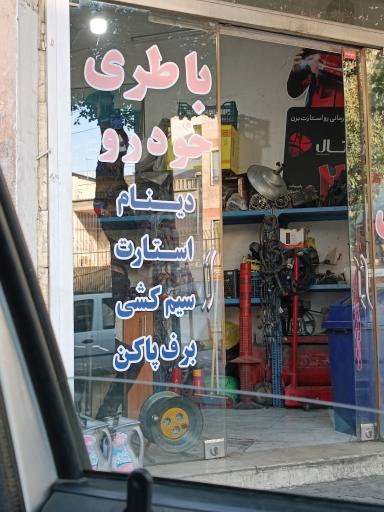 باطری
خودرو
دینام
استارت
سیم کشی
برف پاکن